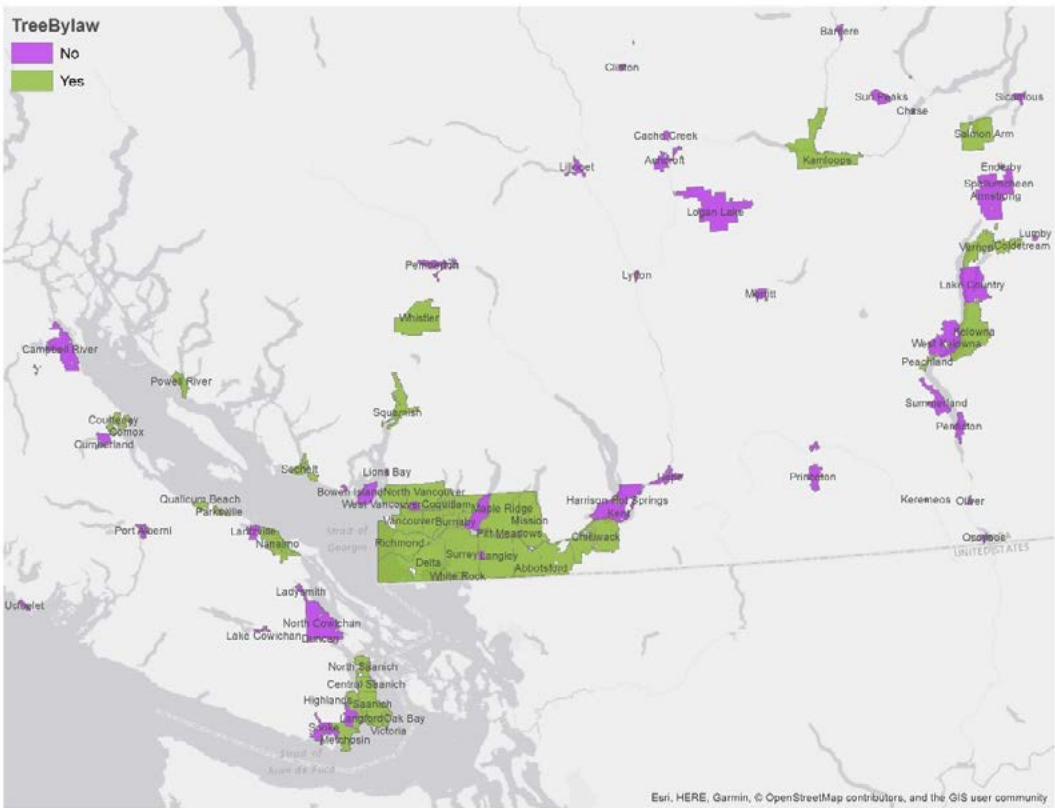 TreeBylaw
No
Yes
Barriere
Clinton
Sun Peaks
Sicamous
Chase
Cache Creek
Salmon Arm
Ashcroft
Kamloops
Lillooet
Enderby
Spallumcheen
Armstrong
Logan Lake
Lumby
Vernon Coldstream
Pemberton
Lytton
Lake Country
Merritt
Whistler
Kelowna
West Kelowna
Campbell River
Peachland
Powell River
Summerland
Squamish
Courtenay
Comox
Penticton
Cumberland
Sechelt
Lions Bay
Hope
Princeton
Bowen Island North Vancouver
Harrison Hot Springs
Keremeos Oliver
Qualicum Beach
West Vancouver Coquitlam
Maple Ridge
Kent
Parksville
Vancouver Burnaby
Mission
Port Alberni
Lantzville
Strait of
Georgia
Pitt Meadows
Chilliwack
Osoyoos
Nanaimo
Richmond
UNITED STATES
Surrey Langley
Delta
Abbotsford
White Rock
Ladysmith
Ucluelet
North Cowichan
Lake Cowichan
Duncan
North Saanich
Central Saanich
Highlands
Saanich
Langford Oak Bay
Sooke
Victoria
Metchosin
Strait of
Juan de Fuca
Esri, HERE, Garmin, © OpenStreetMap contributors, and the GIS user community